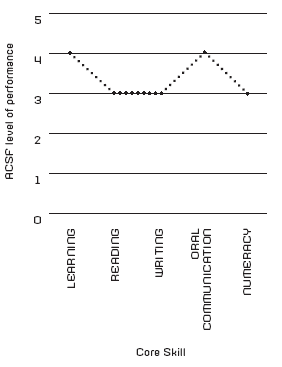 5
4
3
2
1
0
ACSF level of performance
LEARNING
READING
WRITING
ORAL
COMMUNICATION
NUMERACY
Core Skill